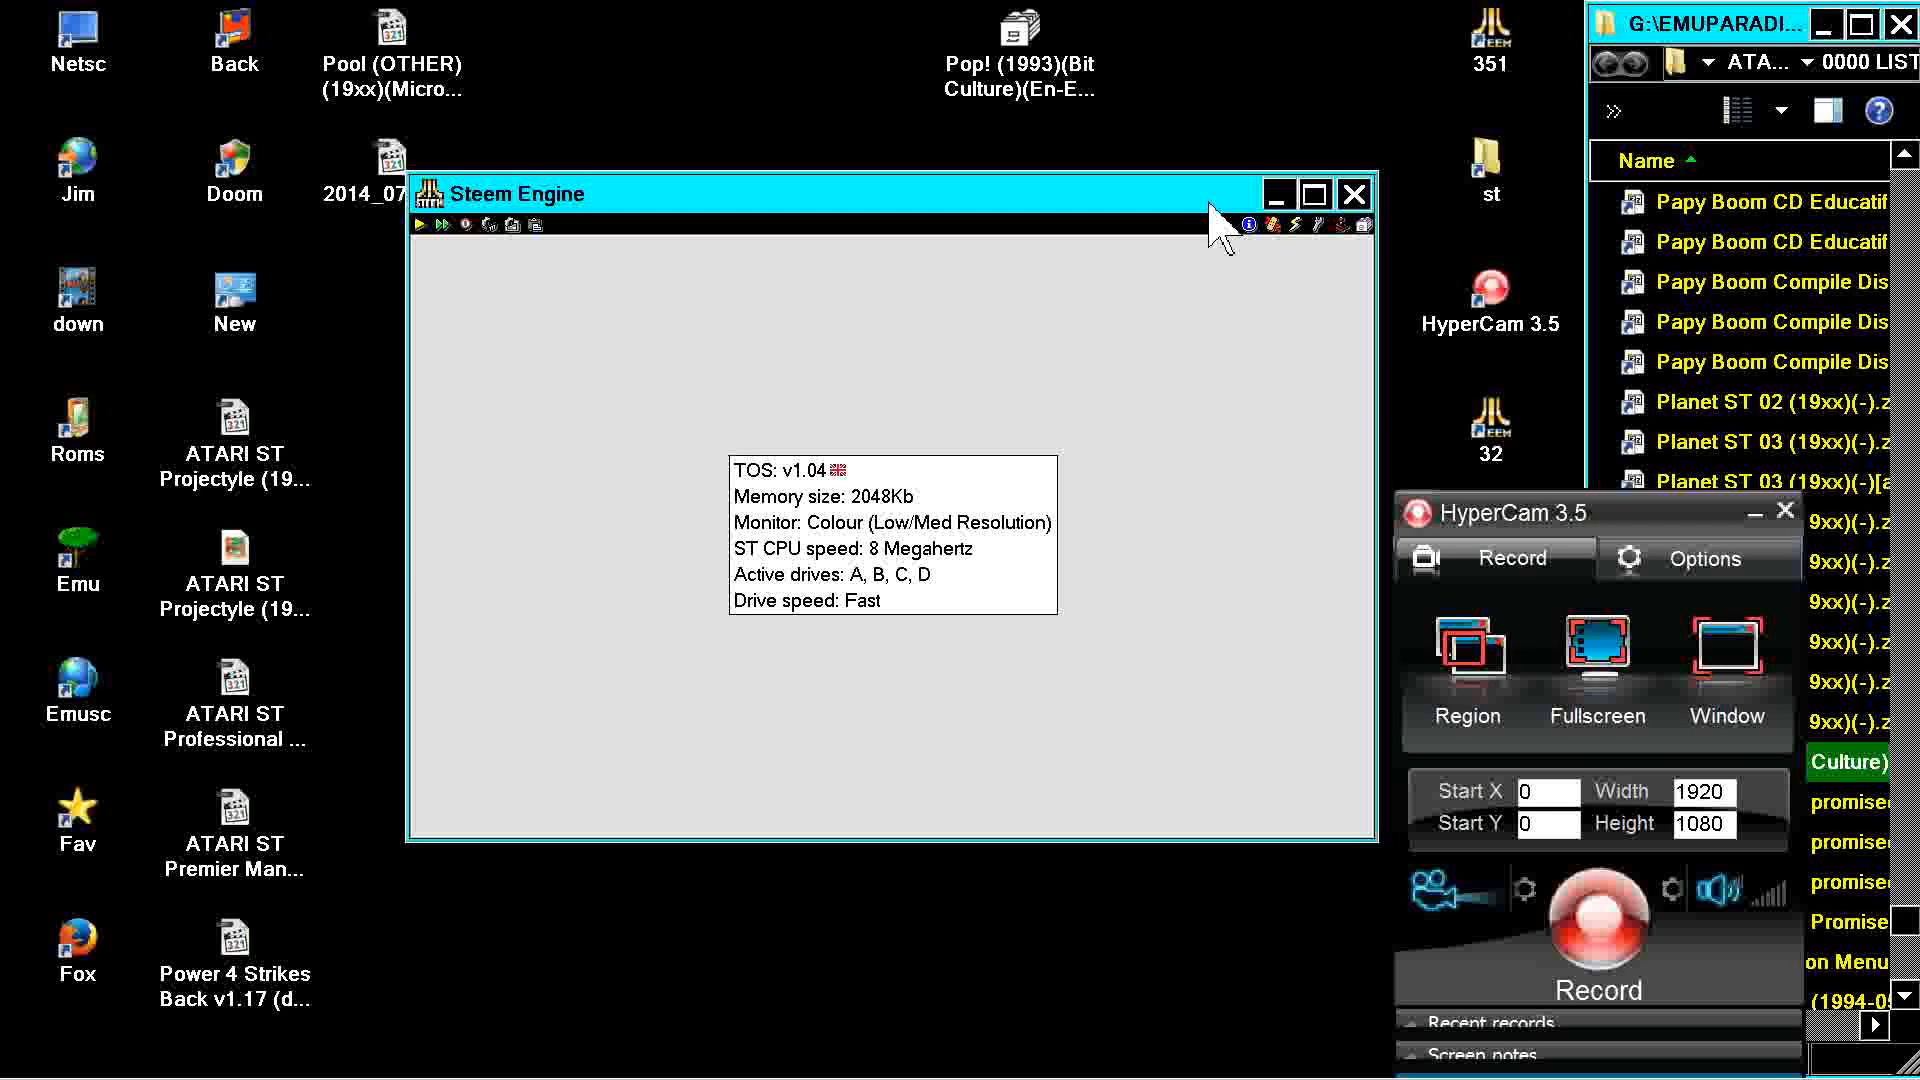 Netsc
Back
Pool (OTHER)
(19xx)(Micro...
Pop! (1993)(Bit
Culture)(En-E...
351
Jim
Doom
2014_07
st
down
New
HyperCam 3.5
Roms
ATARI ST
Projectyle (19...
32
Emu
ATARI ST
Projectyle (19...
Emusc
ATARI ST
Professional ...
Fav
ATARI ST
Premier Man...
Fox
Power 4 Strikes
Back v1.17 (d...
Steem Engine
TOS: v1.04
Memory size: 2048Kb
Monitor: Colour (Low/Med Resolution)
ST CPU speed: 8 Megahertz
Active drives: A, B, C, D
Drive speed: Fast
G:\EMUPARADI...
ATA... 0000 LIST
Name
Papy Boom CD Educatif
Papy Boom CD Educatif
Papy Boom Compile Dis
Papy Boom Compile Dis
Papy Boom Compile Dis
Planet ST 02 (19xx)(-).z
Planet ST 03 (19xx)(-).z
Planet ST 03 (19xx)(-)[a
9xx)(-).z
9xx)(-).z
9xx)(-).z
9xx)(-).z
9xx)(-).z
9xx)(-).z
Culture)
promise
promise
promise
Promise
on Menu
(1994-0
HyperCam 3.5
Record Options
Region Fullscreen Window
Start X 0 Width 1920
Start Y 0 Height 1080
Record
Recent records
Screen notes